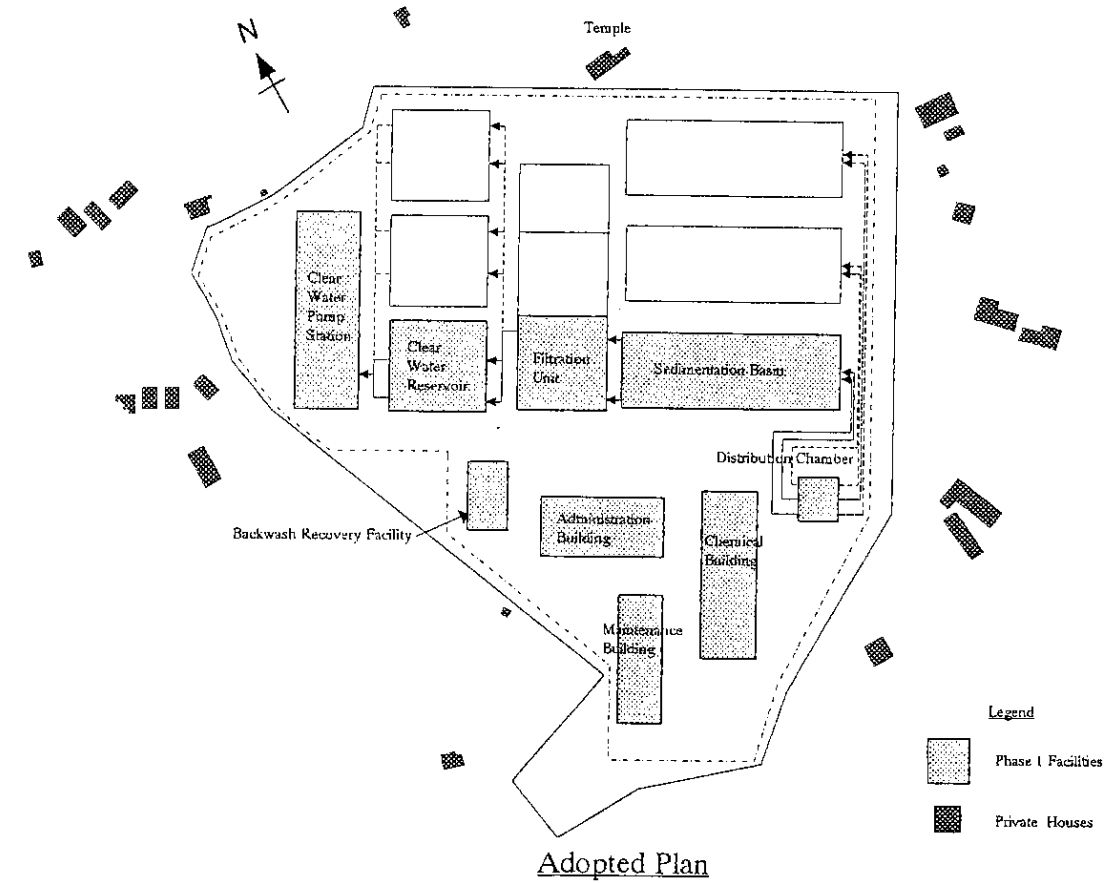 N
Temple
Clear
Water
Pump
Station
Clear
Water
Reservoir
Filtration
Unit
Sedimentation Basin
Distribution Chamber
Backwash Recovery Facility
Administration
Building
Chemical
Building
Maintenance
Building
Legend
Phase 1 Facilities
Private Houses
Adopted Plan